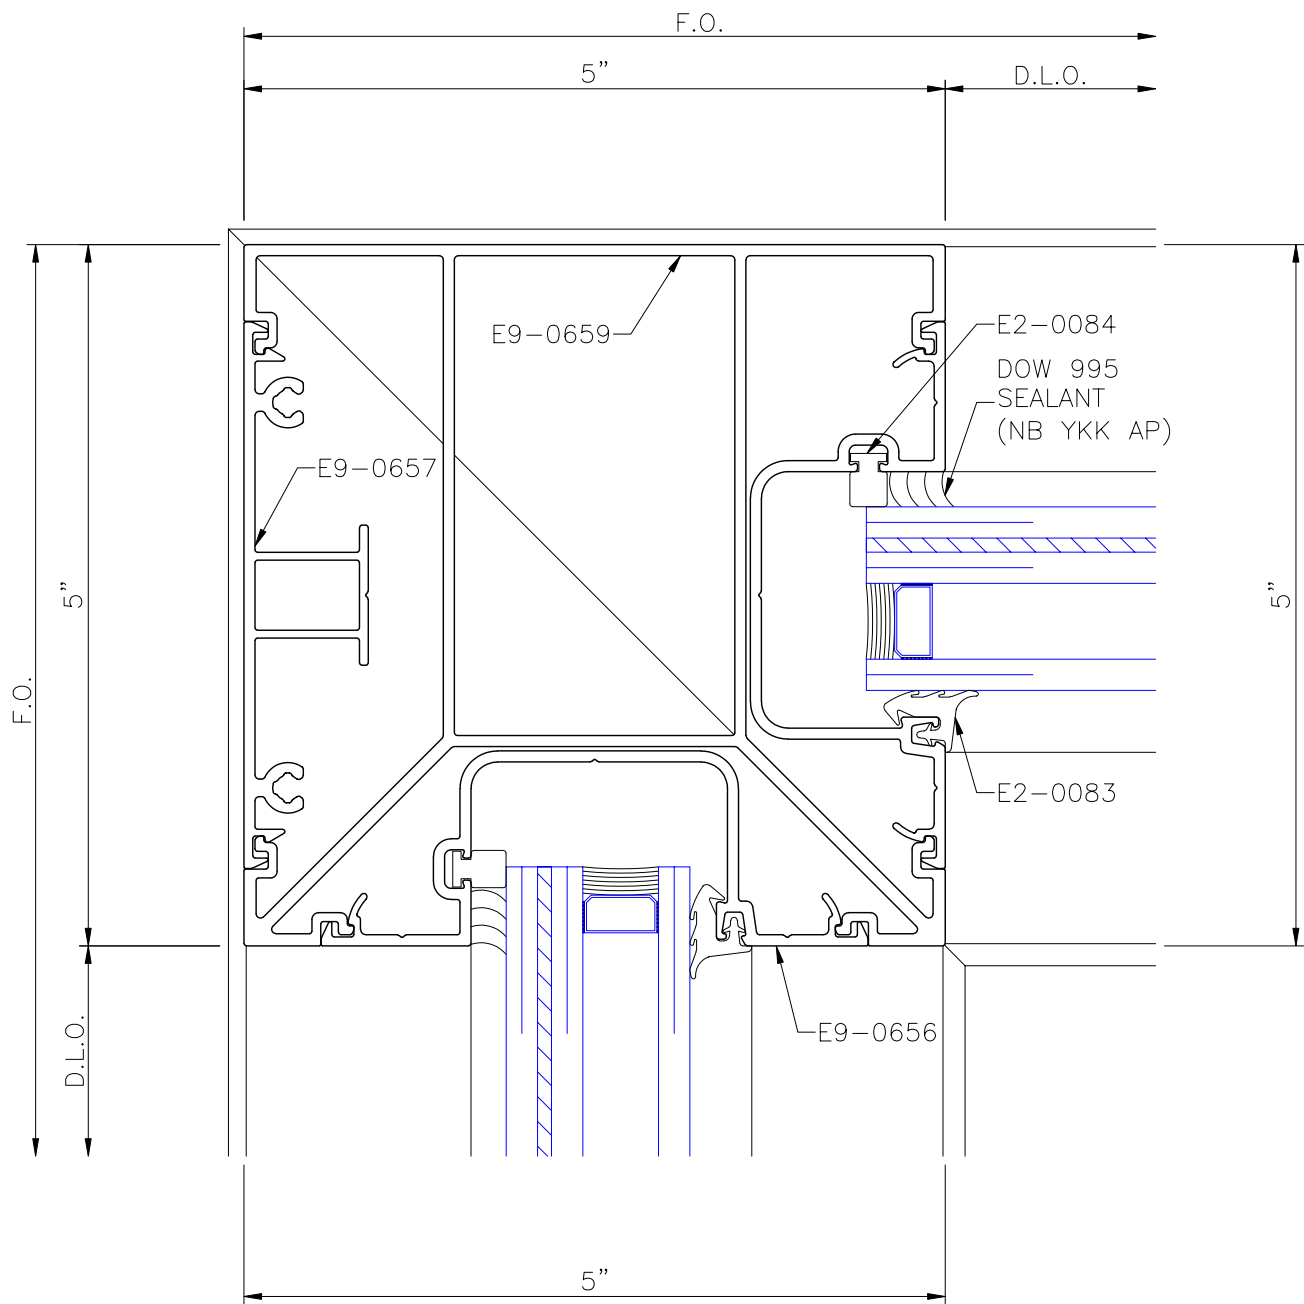 F.O.
5”
D.L.O.
E9-0659
E2-0084
DOW 995
SEALANT
(NB YKK AP)
E9-0657
5”
5”
F.O.
E2-0083
E9-0656
D.L.O.
5”